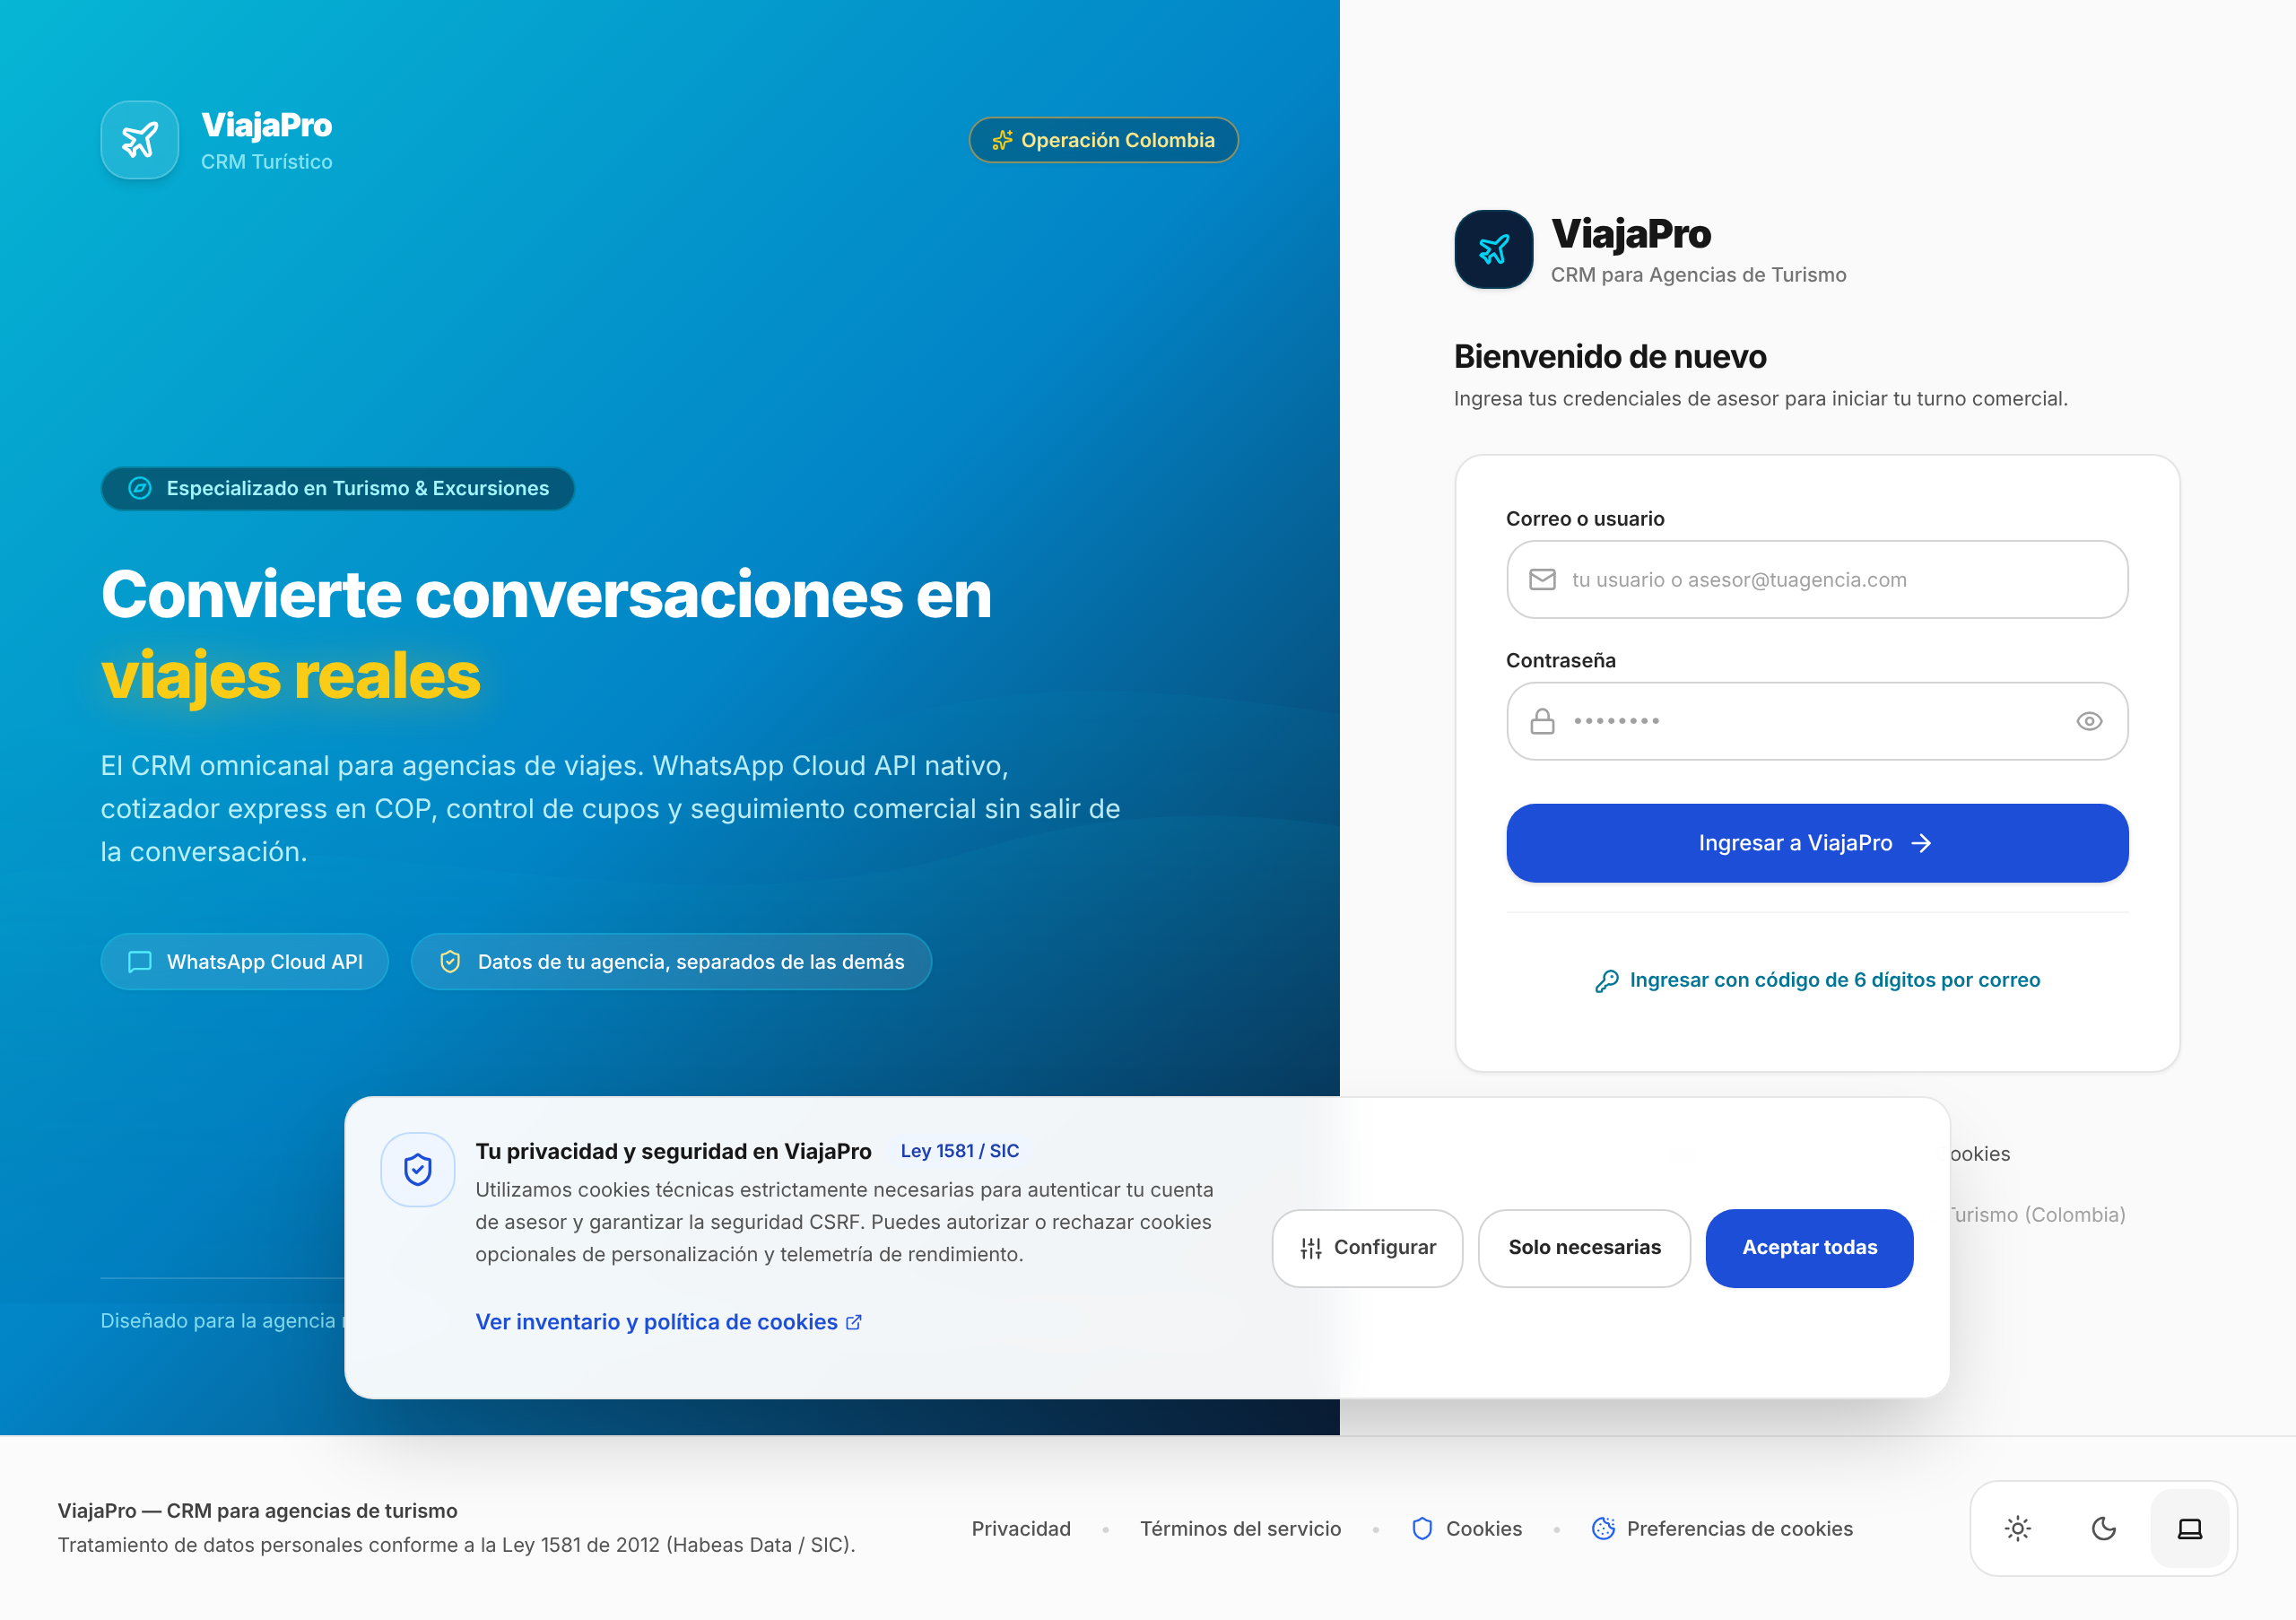 ViajaPro
CRM Turístico
Operación Colombia
Especializado en Turismo & Excursiones
Convierte conversaciones en
viajes reales
El CRM omnicanal para agencias de viajes. WhatsApp Cloud API nativo,
cotizador express en COP, control de cupos y seguimiento comercial sin salir de
la conversación.
WhatsApp Cloud API
Datos de tu agencia, separados de las demás
Diseñado para la agencia
ViajaPro
CRM para Agencias de Turismo
Bienvenido de nuevo
Ingresa tus credenciales de asesor para iniciar tu turno comercial.
Correo o usuario
tu usuario o asesor@tuagencia.com
Contraseña
••••••••
Ingresar a ViajaPro
Ingresar con código de 6 dígitos por correo
ookies
Turismo (Colombia)
Tu privacidad y seguridad en ViajaPro
Ley 1581 / SIC
Utilizamos cookies técnicas estrictamente necesarias para autenticar tu cuenta
de asesor y garantizar la seguridad CSRF. Puedes autorizar o rechazar cookies
opcionales de personalización y telemetría de rendimiento.
Ver inventario y política de cookies
Configurar
Solo necesarias
Aceptar todas
ViajaPro — CRM para agencias de turismo
Tratamiento de datos personales conforme a la Ley 1581 de 2012 (Habeas Data / SIC).
Privacidad • Términos del servicio • Cookies • Preferencias de cookies